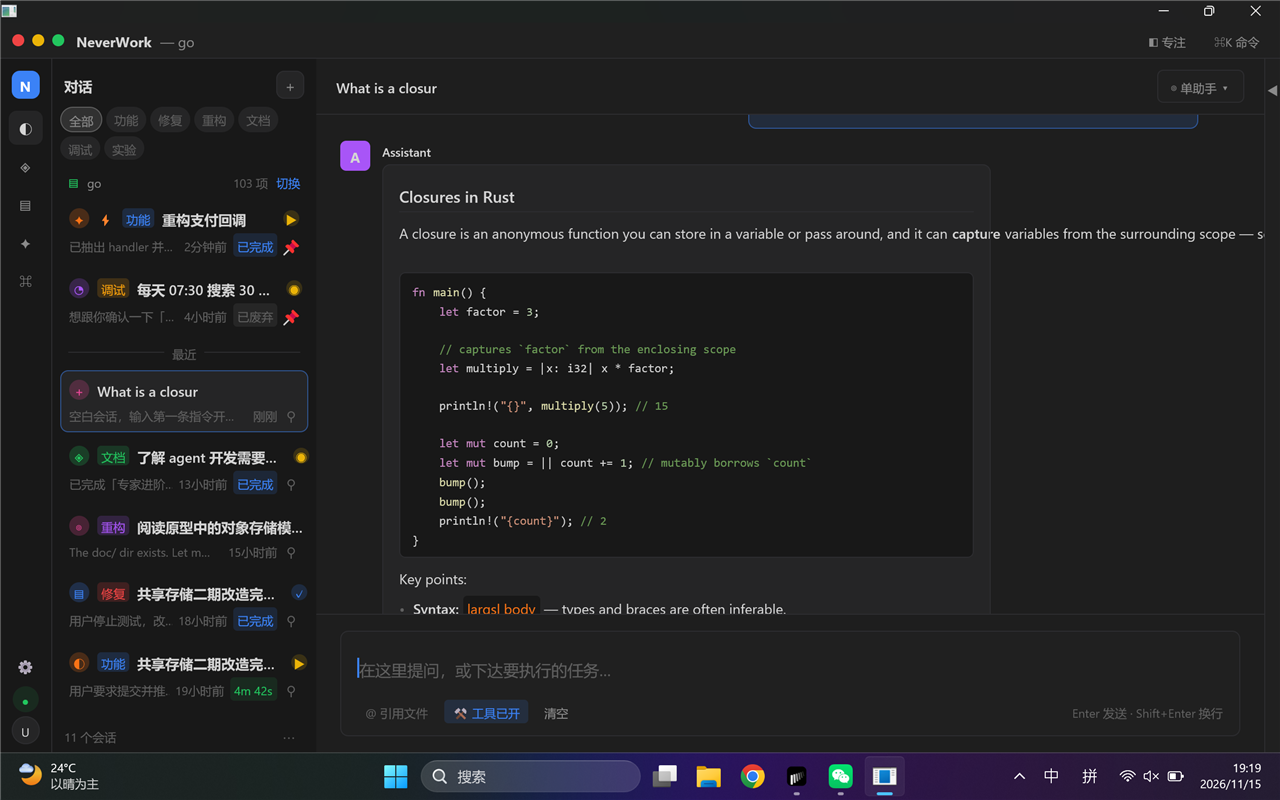 NeverWork — go
专注
⌘K 命令
N
对话
+
全部
功能
修复
重构
文档
调试
实验
go
103 项 切换
功能 重构支付回调
已抽出 handler 并… 2分钟前 已完成
调试 每天 07:30 搜索 30 …
想跟你确认一下「… 4小时前 已废弃
最近
What is a closur
空白会话，输入第一条指令开… 刚刚
文档 了解 agent 开发需要…
已完成「专家进阶… 13小时前 已完成
重构 阅读原型中的对象存储模…
The doc/ dir exists. Let m… 15小时前
修复 共享存储二期改造完…
用户停止测试，改… 18小时前 已完成
功能 共享存储二期改造完…
用户要求提交并推… 19小时前 4m 42s
U
11 个会话
…
What is a closur
单助手
A
Assistant
Closures in Rust
A closure is an anonymous function you can store in a variable or pass around, and it can capture variables from the surrounding scope —
fn main() {
let factor = 3;
// captures `factor` from the enclosing scope
let multiply = |x: i32| x * factor;
println!("{}", multiply(5)); // 15
let mut count = 0;
let mut bump = || count += 1; // mutably borrows `count`
bump();
bump();
println!("{count}"); // 2
}
Key points:
• Syntax: |args| body — types and braces are often inferable.
在这里提问，或下达要执行的任务…
@ 引用文件
工具已开
清空
Enter 发送 · Shift+Enter 换行
24°C
以晴为主
搜索
中
拼
19:19
2026/11/15